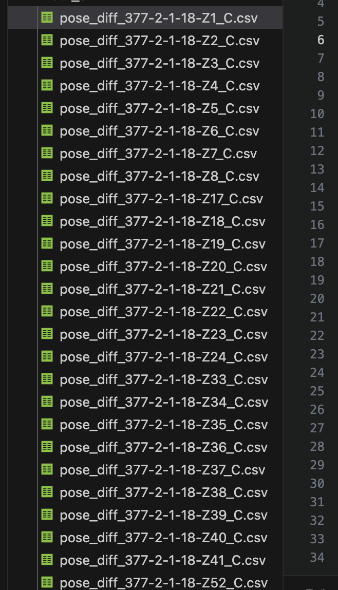 pose_diff_377-2-1-18-Z1_C.csv
pose_diff_377-2-1-18-Z2_C.csv
pose_diff_377-2-1-18-Z3_C.csv
pose_diff_377-2-1-18-Z4_C.csv
pose_diff_377-2-1-18-Z5_C.csv
pose_diff_377-2-1-18-Z6_C.csv
pose_diff_377-2-1-18-Z7_C.csv
pose_diff_377-2-1-18-Z8_C.csv
pose_diff_377-2-1-18-Z17_C.csv
pose_diff_377-2-1-18-Z18_C.csv
pose_diff_377-2-1-18-Z19_C.csv
pose_diff_377-2-1-18-Z20_C.csv
pose_diff_377-2-1-18-Z21_C.csv
pose_diff_377-2-1-18-Z22_C.csv
pose_diff_377-2-1-18-Z23_C.csv
pose_diff_377-2-1-18-Z24_C.csv
pose_diff_377-2-1-18-Z33_C.csv
pose_diff_377-2-1-18-Z34_C.csv
pose_diff_377-2-1-18-Z35_C.csv
pose_diff_377-2-1-18-Z36_C.csv
pose_diff_377-2-1-18-Z37_C.csv
pose_diff_377-2-1-18-Z38_C.csv
pose_diff_377-2-1-18-Z39_C.csv
pose_diff_377-2-1-18-Z40_C.csv
pose_diff_377-2-1-18-Z41_C.csv
pose_diff_377-2-1-18-Z52_C.csv
4
5
6
7
8
9
10
11
12
13
14
15
16
17
18
19
20
21
22
23
24
25
26
27
28
29
30
31
32
33
34